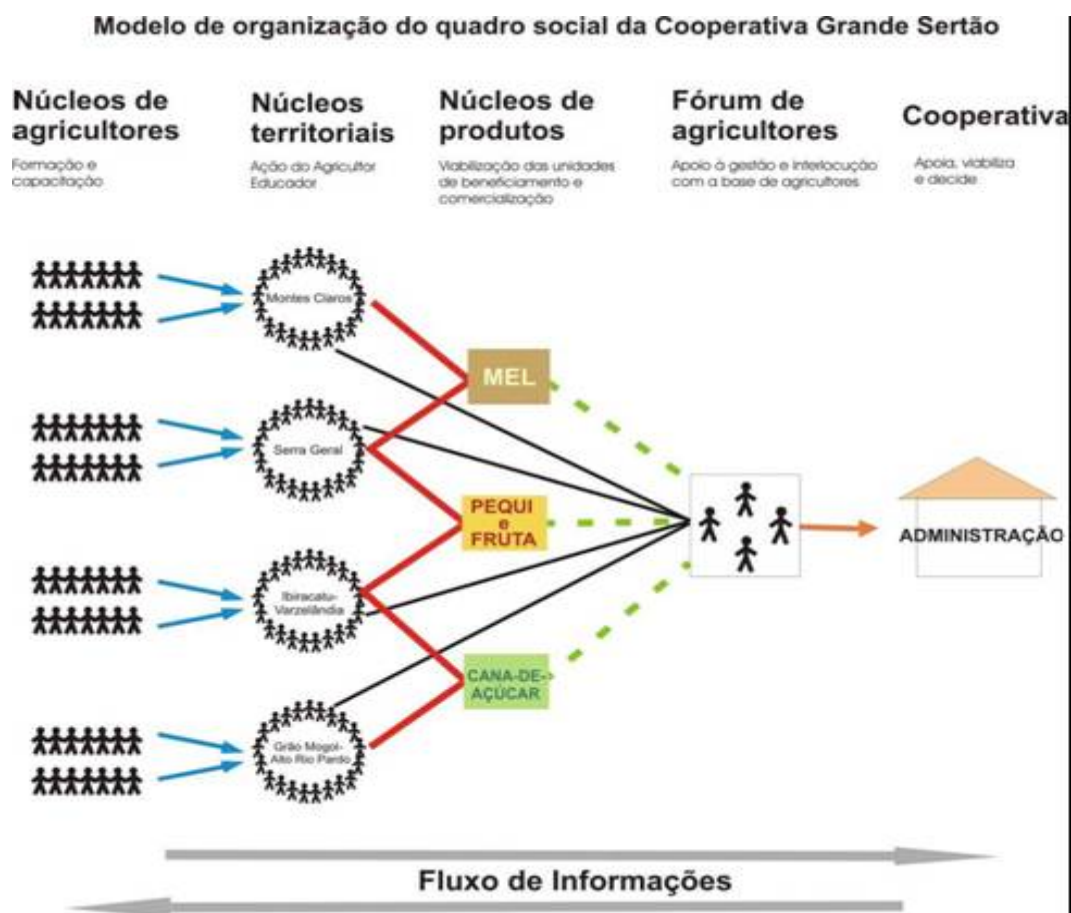 Modelo de organização do quadro social da Cooperativa Grande Sertão
Núcleos de
agricultores
Formação e
capacitação
Núcleos
territoriais
Ação do Agricultor
Educador
Núcleos de
produtos
Viabilização das unidades
de beneficiamento e
comercialização
Fórum de
agricultores
Apoio à gestão e interlocução
com a base de agricultores
Cooperativa
Apoia, viabiliza
e decide
Montes Claros
MEL
Serra Geral
PEQUI
e
FRUTA
ADMINISTRAÇÃO
Ibiracatu-
Varzelândia
CANA-DE-
AÇÚCAR
Grão Mogol-
Alto Rio Pardo
Fluxo de Informações